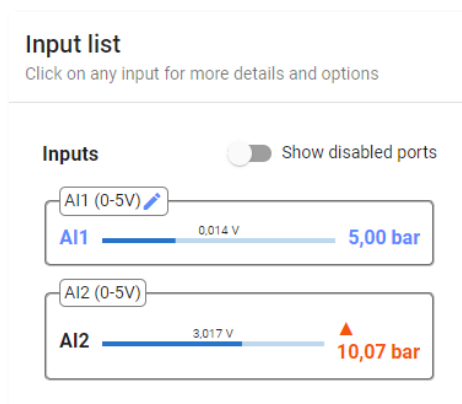 Input list
Click on any input for more details and options
Inputs
Show disabled ports
AI1 (0-5V)
AI1
0,014 V
5,00 bar
AI2 (0-5V)
AI2
3,017 V
10,07 bar